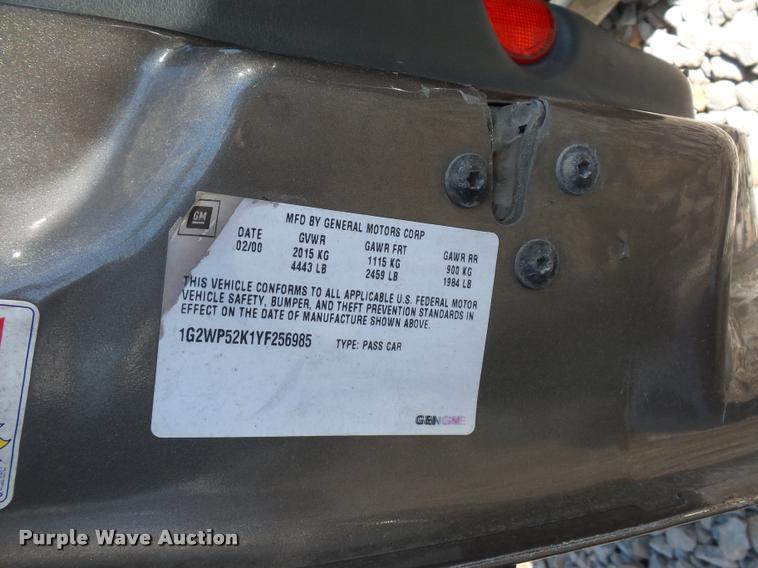 GM
MFD BY GENERAL MOTORS CORP
DATE GVWR GAWR FRT GAWR RR
02/00 2015 KG 1115 KG 900 KG
4443 LB 2459 LB 1984 LB
THIS VEHICLE CONFORMS TO ALL APPLICABLE U.S. FEDERAL MOTOR
VEHICLE SAFETY, BUMPER, AND THEFT PREVENTION STANDARDS IN
EFFECT ON THE DATE OF MANUFACTURE SHOWN ABOVE.
1G2WP52K1YF256985 TYPE: PASS CAR
Purple Wave Auction